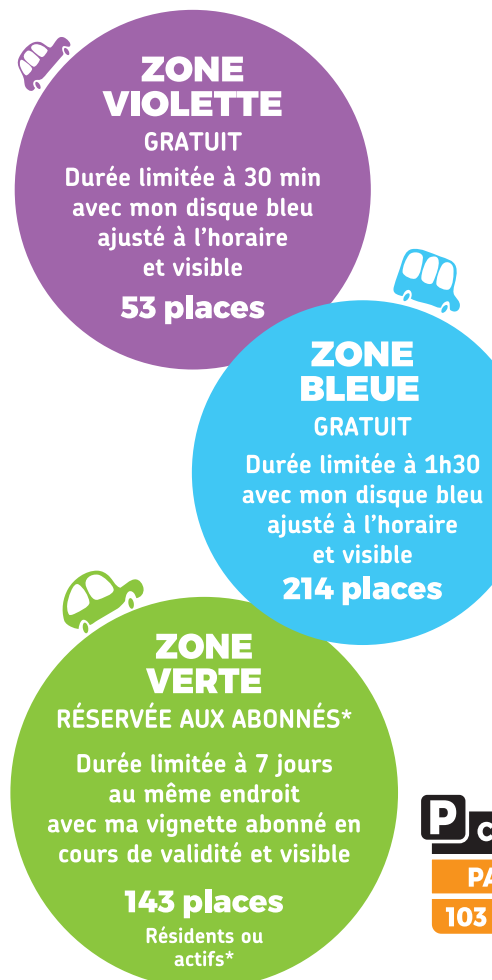 ZONE
VIOLETTE
GRATUIT
Durée limitée à 30 min
avec mon disque bleu
ajusté à l'horaire
et visible
53 places
ZONE
BLEUE
GRATUIT
Durée limitée à 1h30
avec mon disque bleu
ajusté à l'horaire
et visible
214 places
ZONE
VERTE
RÉSERVÉE AUX ABONNÉS*
Durée limitée à 7 jours
au même endroit
avec ma vignette abonné en
cours de validité et visible
143 places
Résidents ou
actifs*
P
103